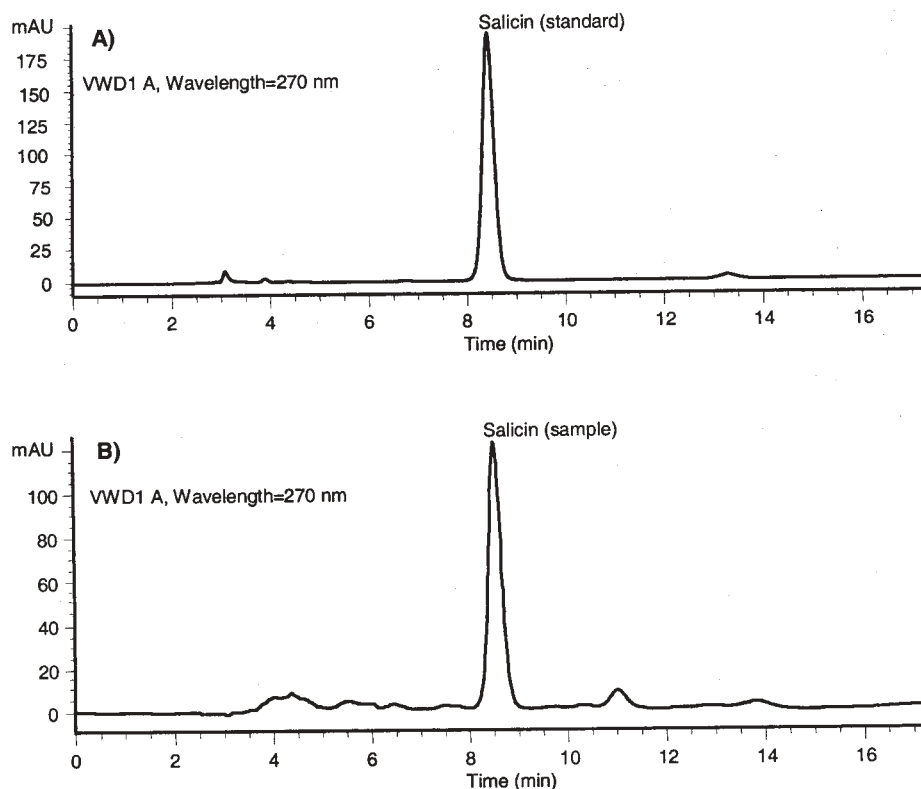 Salicin (standard)
mAU
A)
175
VWD1 A, Wavelength=270 nm
150
125
100
75
50
25
0
0 2 4 6 8 10 12 14 16
Time (min)
Salicin (sample)
mAU
B)
VWD1 A, Wavelength=270 nm
100
80
60
40
20
0
0 2 4 6 8 10 12 14 16
Time (min)